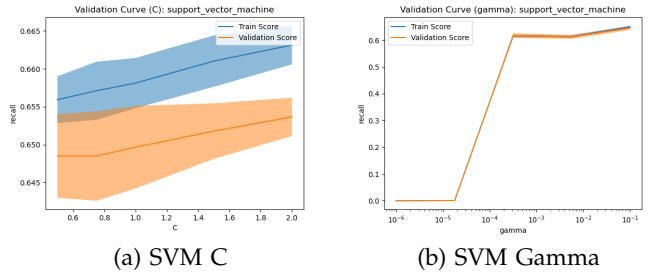 Validation Curve (C): support_vector_machine
Train Score
Validation Score
recall
0.665
0.660
0.655
0.650
0.645
0.6 0.8 1.0 1.2 1.4 1.6 1.8 2.0
C
(a) SVM C
Validation Curve (gamma): support_vector_machine
Train Score
Validation Score
recall
0.6
0.5
0.4
0.3
0.2
0.1
0.0
10⁻⁶ 10⁻⁵ 10⁻⁴ 10⁻³ 10⁻² 10⁻¹
gamma
(b) SVM Gamma